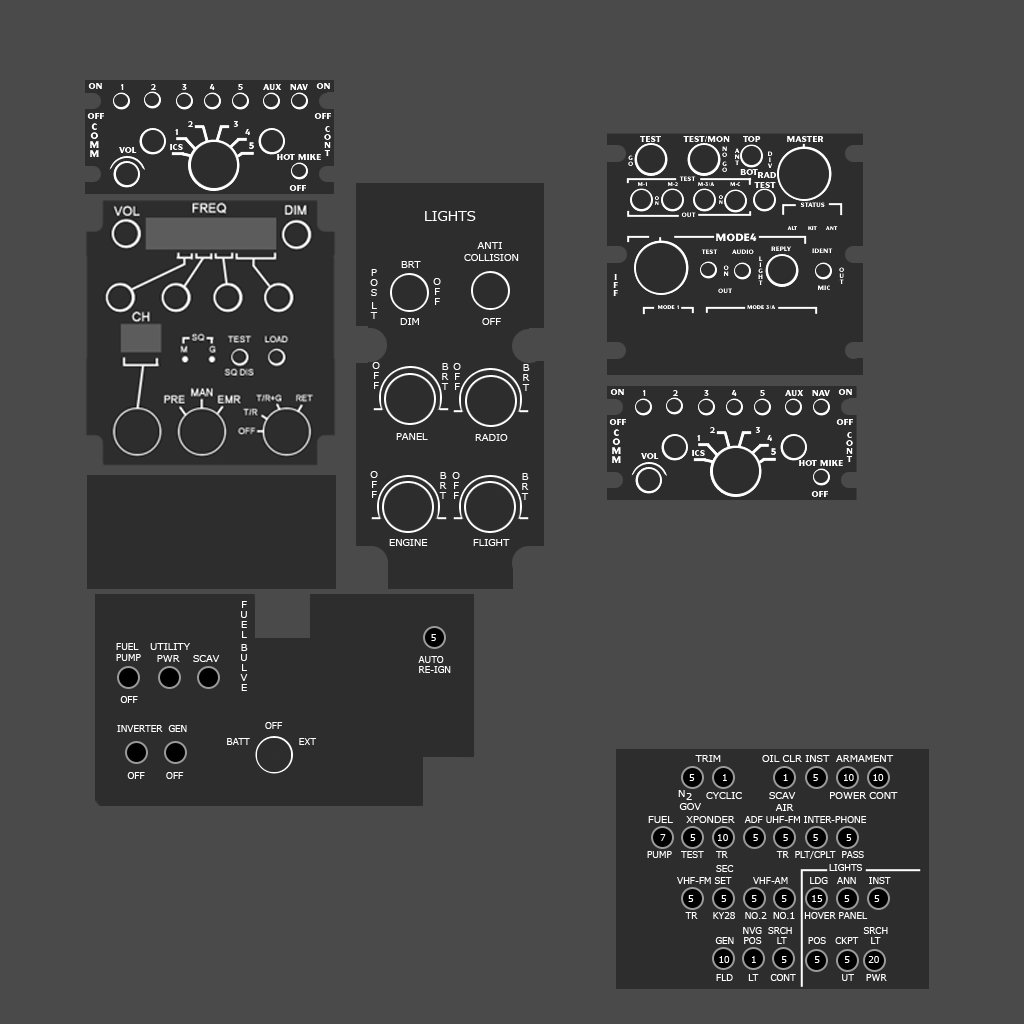 ON 1 2 3 4 5 AUX NAV ON
OFF OFF
COMM CONT
2 3
1 4
ICS 5
VOL HOT MIKE
OFF
VOL FREQ DIM
CH
SQ TEST LOAD
M G
SQ DIS
PRE MAN EMR
T/R+G RET
T/R
OFF
LIGHTS
ANTI
COLLISION
BRT
POS LT OFF
DIM OFF
OFF BRT OFF BRT
PANEL RADIO
OFF BRT OFF BRT
ENGINE FLIGHT
TEST TEST/MON TOP MASTER
GO NO GO ANT DIV
BOT RAD
TEST TEST
M-1 M-2 M-3/A M-C
ON ON
OUT STATUS
ALT KIT ANT
MODE4
TEST AUDIO REPLY IDENT
ON LIGHT OUT
OUT MIC
IFF
MODE 1 MODE 3/A
ON 1 2 3 4 5 AUX NAV ON
OFF OFF
COMM CONT
2 3
1 4
ICS 5
VOL HOT MIKE
OFF
FUEL BULVE
FUEL UTILITY
PUMP PWR SCAV
OFF
5
AUTO
RE-IGN
INVERTER GEN
OFF OFF
OFF
BATT EXT
TRIM OIL CLR INST ARMAMENT
5 1 1 5 10 10
N2 CYCLIC SCAV POWER CONT
GOV AIR
FUEL XPONDER ADF UHF-FM INTER-PHONE
7 5 10 5 5 5 5
PUMP TEST TR TR PLT/CPLT PASS
SEC LIGHTS
VHF-FM SET VHF-AM LDG ANN INST
5 5 5 5 15 5 5
TR KY28 NO.2 NO.1 HOVER PANEL
NVG SRCH SRCH
GEN POS LT POS CKPT LT
10 1 5 5 5 20
FLD LT CONT UT PWR